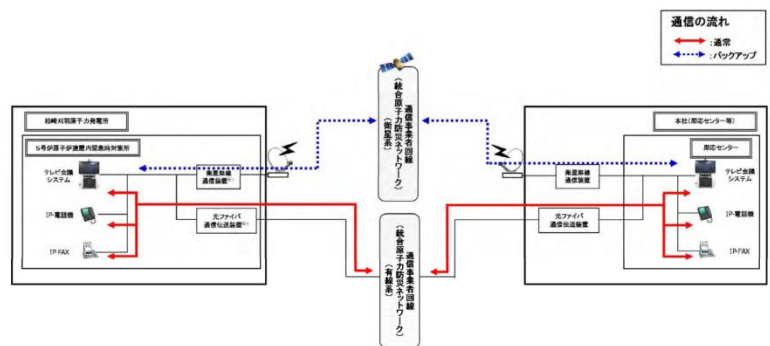 通信の流れ
:通常
:バックアップ
柏崎刈羽原子力発電所
5号炉原子炉建屋内緊急時対策所
テレビ会議
システム
IP-電話機
IP-FAX
衛星無線
通信装置
光ファイバ
通信伝送装置
通信事業者回線
(統合原子力防災ネットワーク)
(衛星系)
通信事業者回線
(統合原子力防災ネットワーク)
(有線系)
本社(即応センター等)
即応センター
衛星無線
通信装置
光ファイバ
通信伝送装置
テレビ会議
システム
IP-電話機
IP-FAX